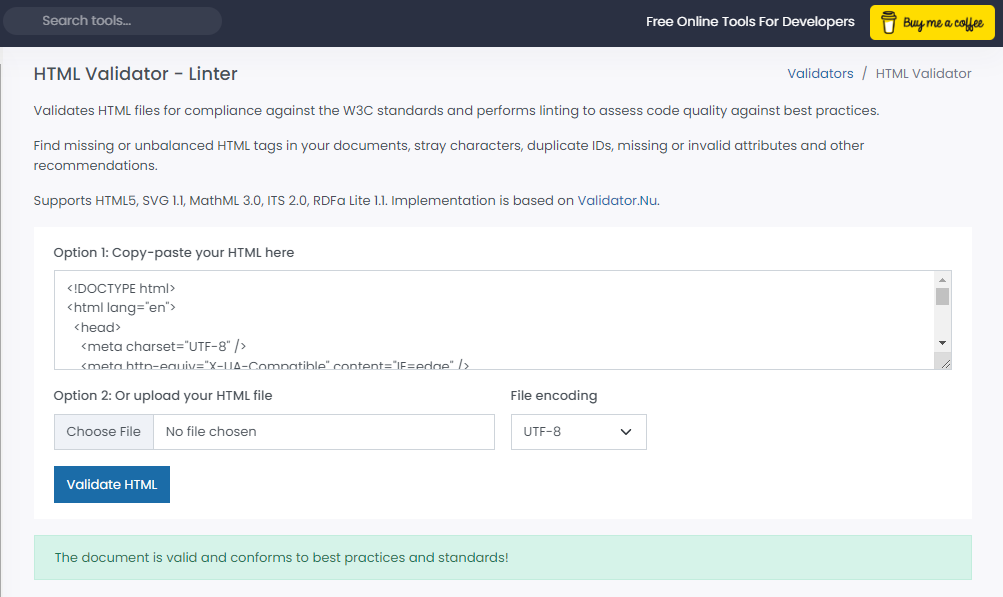 Search tools...
Free Online Tools For Developers
Buy me a coffee
HTML Validator - Linter
Validators / HTML Validator
Validates HTML files for compliance against the W3C standards and performs linting to assess code quality against best practices.
Find missing or unbalanced HTML tags in your documents, stray characters, duplicate IDs, missing or invalid attributes and other
recommendations.
Supports HTML5, SVG 1.1, MathML 3.0, ITS 2.0, RDFa Lite 1.1. Implementation is based on Validator.Nu.
Option 1: Copy-paste your HTML here
<!DOCTYPE html>
<html lang="en">
<head>
<meta charset="UTF-8" />
<meta http-equiv="X-UA-Compatible" content="IE=edge" />
Option 2: Or upload your HTML file
File encoding
Choose File No file chosen
UTF-8
Validate HTML
The document is valid and conforms to best practices and standards!